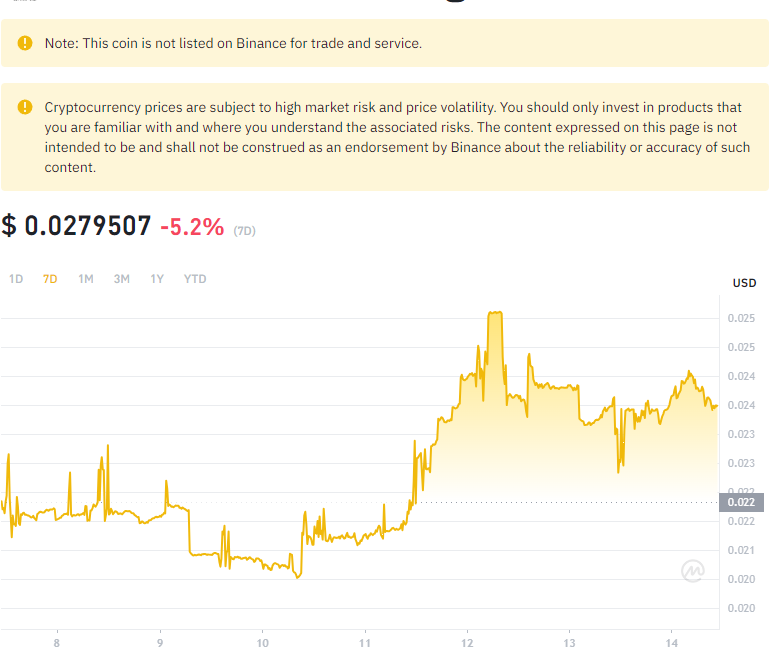 Note: This coin is not listed on Binance for trade and service.
Cryptocurrency prices are subject to high market risk and price volatility. You should only invest in products that
you are familiar with and where you understand the associated risks. The content expressed on this page is not
intended to be and shall not be construed as an endorsement by Binance about the reliability or accuracy of such
content.
$ 0.0279507 -5.2% (7D)
1D 7D 1M 3M 1Y YTD
USD
0.025
0.025
0.024
0.024
0.023
0.023
0.022
0.022
0.022
0.021
0.020
0.020
8 9 10 11 12 13 14